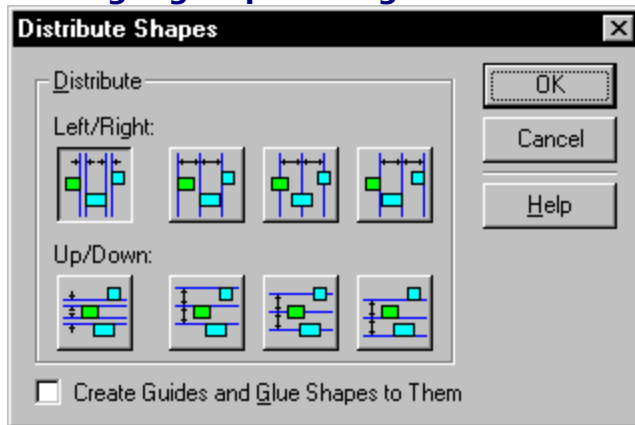 Distribute Shapes
Distribute
OK
Left/Right:
Cancel
Help
Up/Down:
Create Guides and Glue Shapes to Them